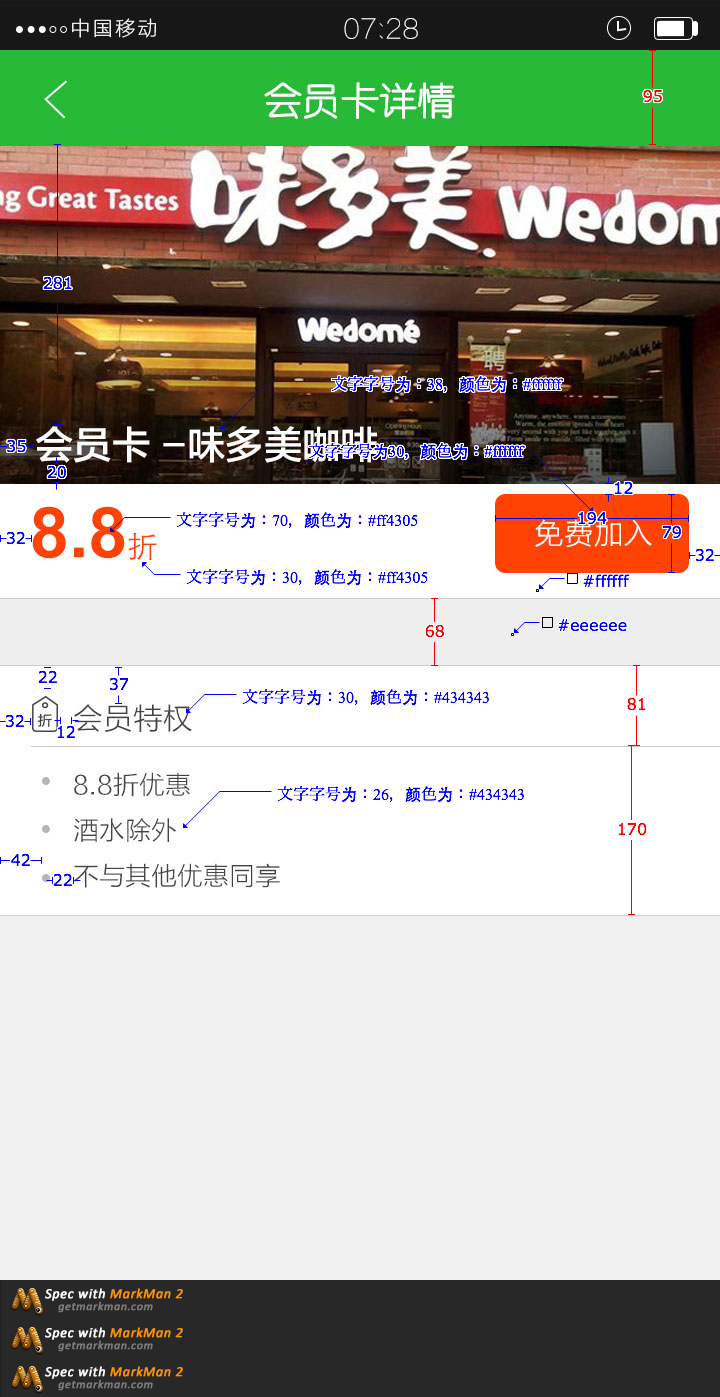 中国移动 07:28
会员卡详情
95
ng Great Tastes 味多美 Wedom
281
Wedomé
文字字号为：38，颜色为：#ffffff
35 会员卡 –味多美咖啡
文字字号为30，颜色为：#ffffff
20
12
32 8.8折
文字字号为：70，颜色为：#ff4305
194
免费加入
79
32
文字字号为：30，颜色为：#ff4305
#ffffff
68
#eeeeee
22
37
文字字号为：30，颜色为：#434343
81
32 折 12 会员特权
8.8折优惠
文字字号为：26，颜色为：#434343
酒水除外
170
42
22 不与其他优惠同享
Spec with MarkMan 2
getmarkman.com
Spec with MarkMan 2
getmarkman.com
Spec with MarkMan 2
getmarkman.com